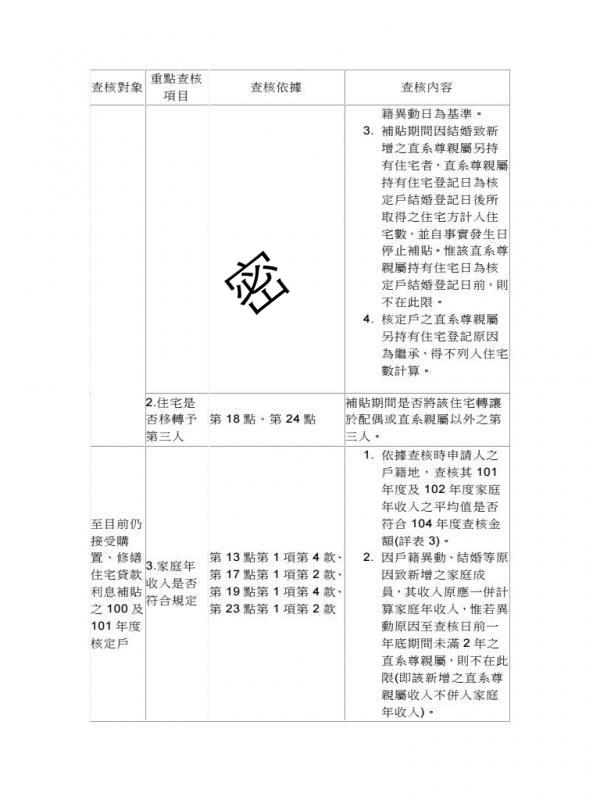 查核對象
重點查核
項目
查核依據
查核內容
籍異動日為基準。
3. 補貼期間因結婚致新
增之直系尊親屬另持
有住宅者，直系尊親屬
持有住宅登記日為核
定戶結婚登記日後所
取得之住宅方計入住
宅數，並自事實發生日
停止補貼。惟該直系尊
親屬持有住宅日為核
定戶結婚登記日前，則
不在此限。
4. 核定戶之直系尊親屬
另持有住宅登記原因
為繼承，得不列入住宅
數計算。
密
2.住宅是
否移轉予
第三人
第 18 點、第 24 點
補貼期間是否將該住宅轉讓
於配偶或直系親屬以外之第
三人。
至目前仍
接受購
置、修繕
住宅貸款
利息補貼
之 100 及
101 年度
核定戶
3.家庭年
收入是否
符合規定
第 13 點第 1 項第 4 款、
第 17 點第 1 項第 2 款、
第 19 點第 1 項第 4 款、
第 23 點第 1 項第 2 款
1. 依據查核時申請人之
戶籍地，查核其 101
年度及 102 年度家庭
年收入之平均值是否
符合 104 年度查核金
額(詳表 3)。
2. 因戶籍異動、結婚等原
因致新增之家庭成
員，其收入原應一併計
算家庭年收入，惟若異
動原因至查核日前一
年底期間未滿 2 年之
直系尊親屬，則不在此
限(即該新增之直系尊
親屬收入不併入家庭
年收入)。